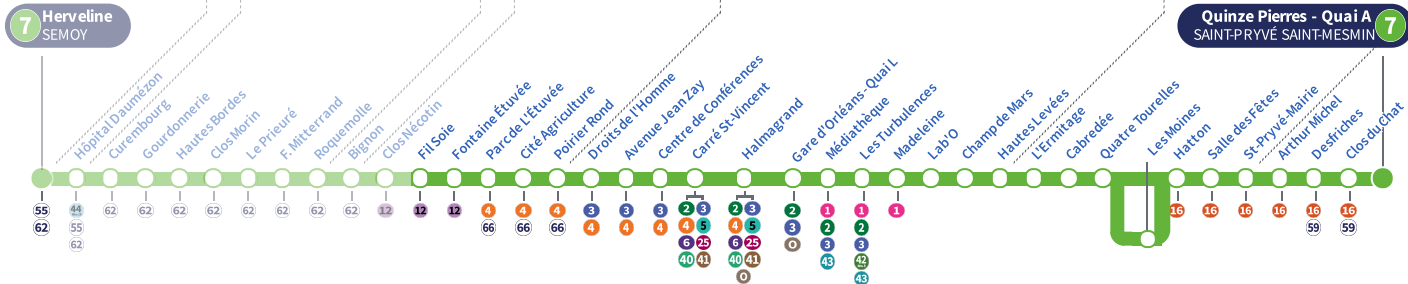 7 Herveline
SEMOY
Quinze Pierres - Quai A 7
SAINT-PRYVÉ SAINT-MESMIN
Hôpital Daumézon
Curembourg
Gourdonnerie
Hautes Bordes
Clos Morin
Le Prieuré
F. Mitterrand
Roquemolle
Bignon
Clos Nécotin
Fil Soie
Fontaine Étuvée
Parc de L'Étuvée
Cité Agriculture
Poirier Rond
Droits de l'Homme
Avenue Jean Zay
Centre de Conférences
Carré St-Vincent
Halmagrand
Gare d'Orléans - Quai L
Médiathèque
Les Turbulences
Madeleine
Lab'O
Champ de Mars
Hautes Levées
L'Ermitage
Cabredée
Quatre Tourelles
Les Moines
Hatton
Salle des Fêtes
St-Pryvé-Mairie
Arthur Michel
Desfriches
Clos du Chat
55 44 62 62 62 62 62 62 62 62 12 12 12 4 4 4 3 3 3 2 3 2 3 2 1 1 1 16 16 16 16 16 16
62 55 66 66 66 4 4 4 4 5 4 5 3 2 2 59 59
62 6 25 6 25 O 3 3
40 41 40 41 43 42
O 43